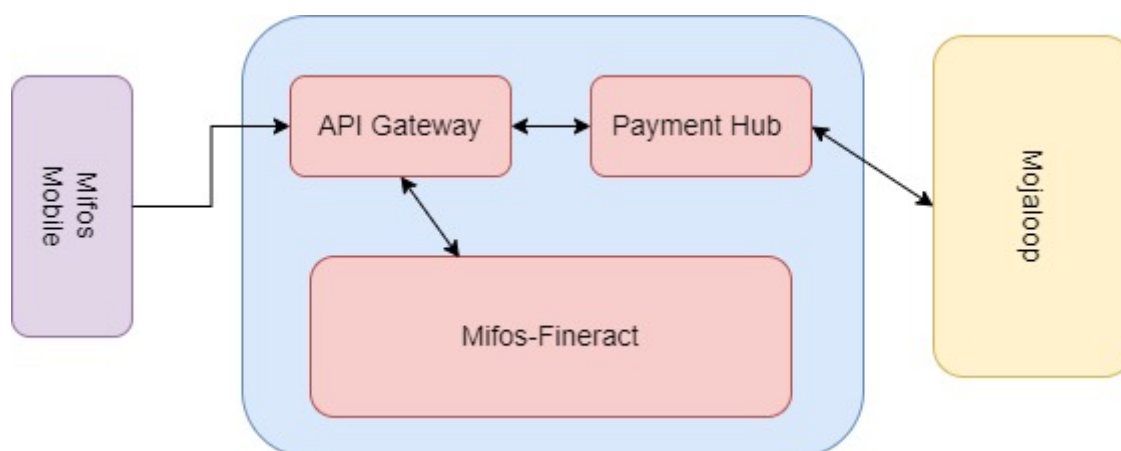 Mifos
Mobile
API Gateway
Payment Hub
Mifos-Fineract
Mojaloop